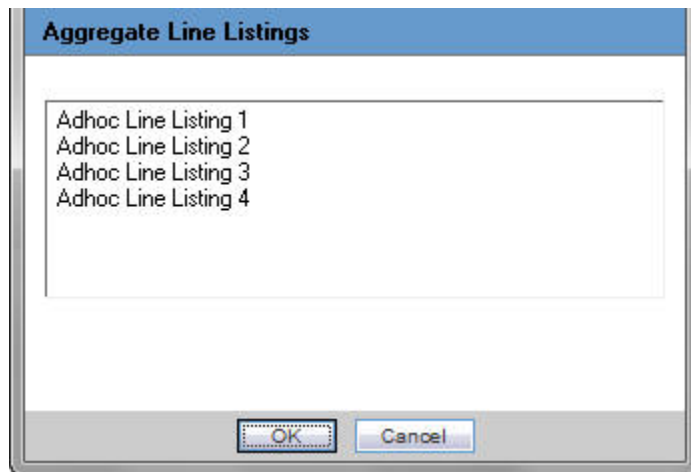 Aggregate Line Listings
Adhoc Line Listing 1
Adhoc Line Listing 2
Adhoc Line Listing 3
Adhoc Line Listing 4
OK Cancel